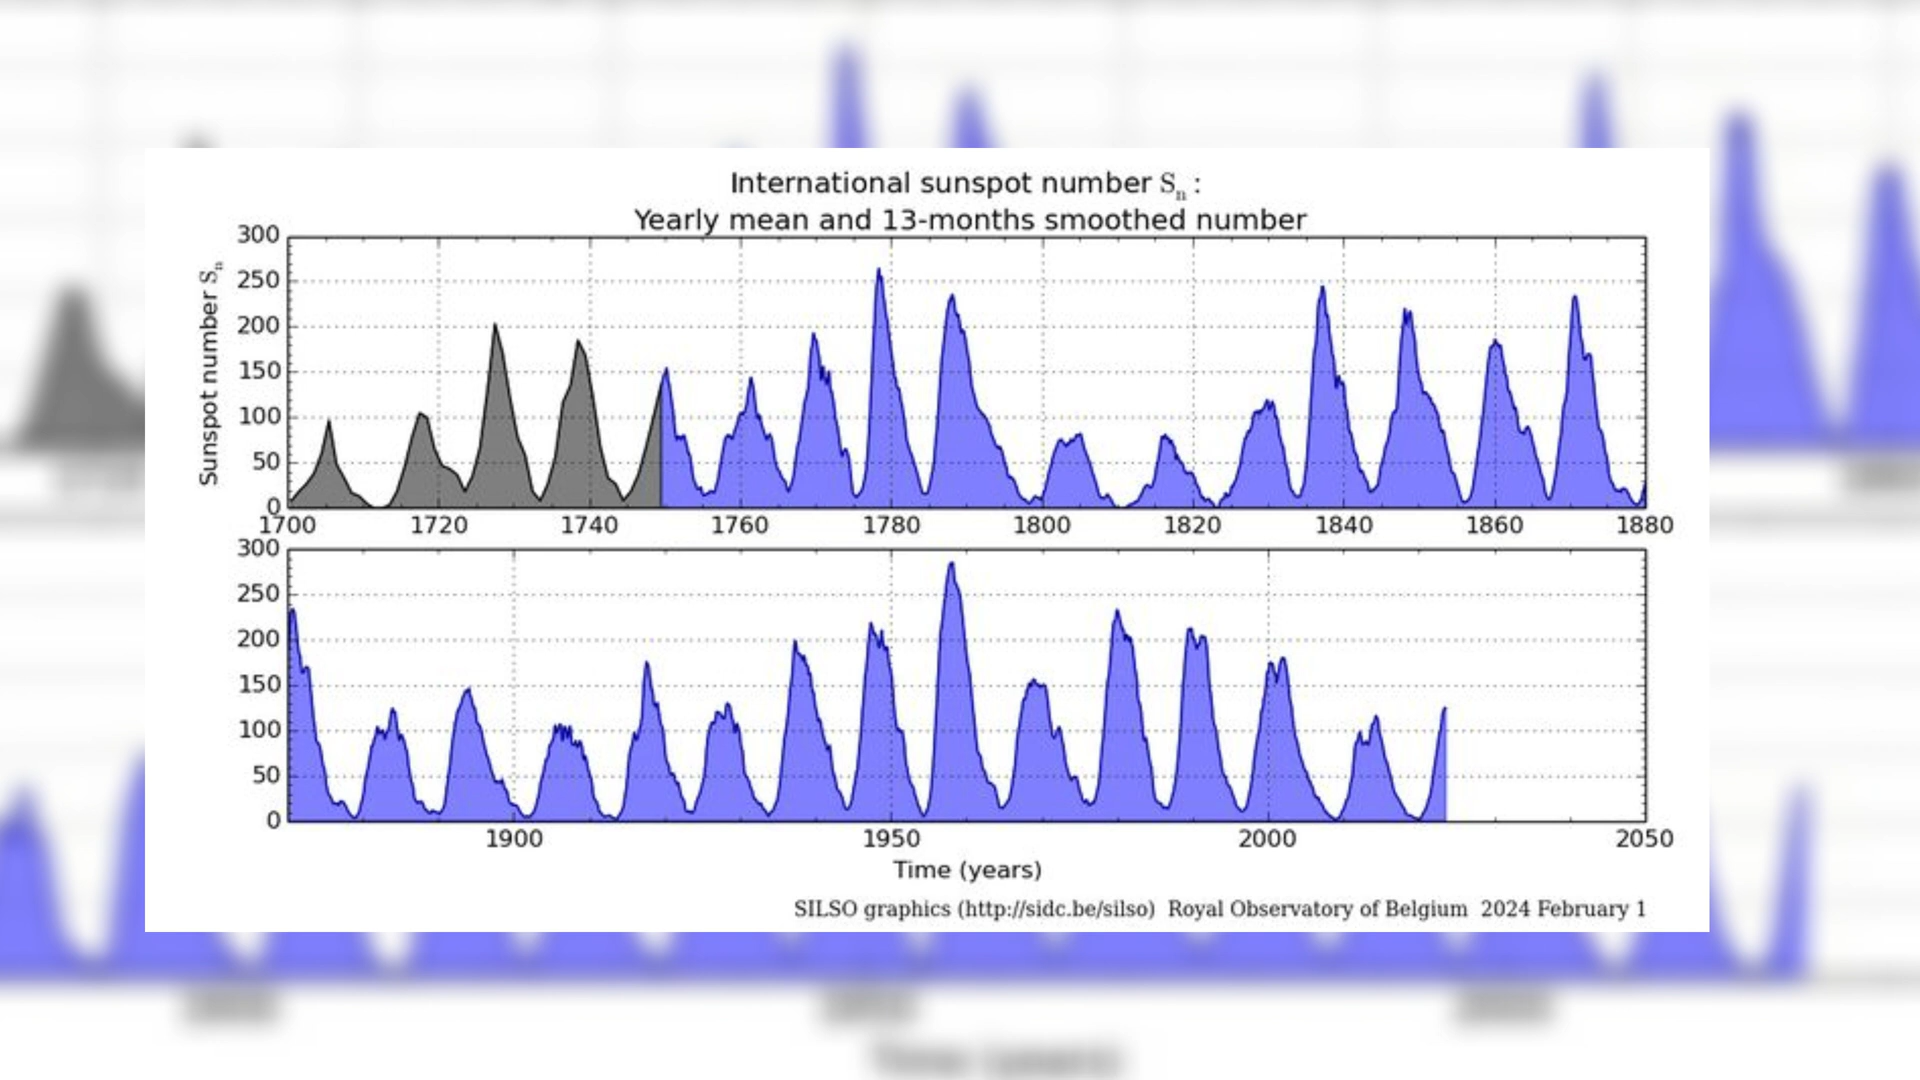 International sunspot number Sn :
Yearly mean and 13-months smoothed number
Sunspot number Sn
300
250
200
150
100
50
0
1700 1720 1740 1760 1780 1800 1820 1840 1860 1880
300
250
200
150
100
50
0
1900 1950 2000 2050
Time (years)
SILSO graphics (http://sidc.be/silso) Royal Observatory of Belgium 2024 February 1